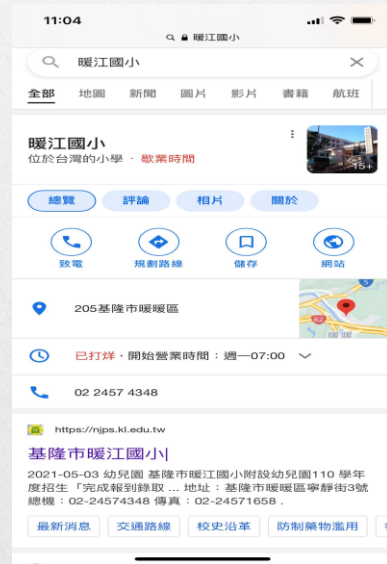 11:04
暖江國小
暖江國小
全部 地圖 新聞 圖片 影片 書籍 航班
暖江國小
位於台灣的小學 · 歇業時間
15+
總覽 評論 相片 關於
致電 規劃路線 儲存 網站
205基隆市暖暖區
5
62
已打烊 · 開始營業時間：週一07:00
02 2457 4348
https://njps.kl.edu.tw
基隆市暖江國小|
2021-05-03 幼兒園 基隆市暖江國小附設幼兒園110 學年
度招生「完成報到錄取 ... 地址：基隆市暖暖區寧靜街3號
總機：02-24574348 傳真：02-24571658 .
最新消息 交通路線 校史沿革 防制藥物濫用